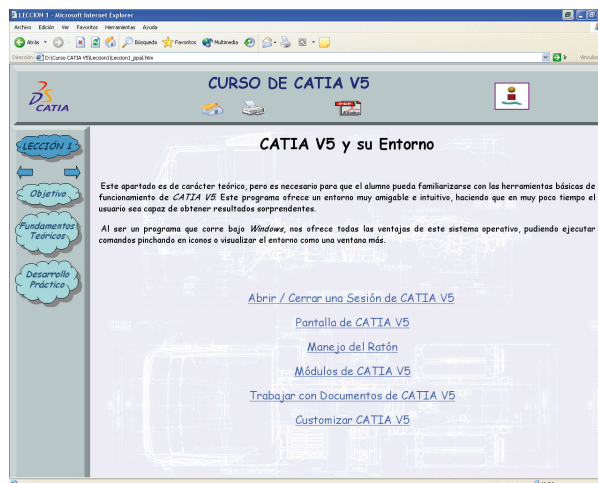 LECCION 1 - Microsoft Internet Explorer
Archivo Edición Ver Favoritos Herramientas Ayuda
Atrás Búsqueda Favoritos Multimedia
Dirección D:\Curso CATIA V5\Leccion1\Leccion1_ppal.htm Vínculos
CURSO DE CATIA V5
CATIA
LECCIÓN 1
Objetivo
Fundamentos
Teóricos
Desarrollo
Práctico
CATIA V5 y su Entorno
Este apartado es de carácter teórico, pero es necesario para que el alumno pueda familiarizarse con las herramientas básicas de
funcionamiento de CATIA V5. Este programa ofrece un entorno muy amigable e intuitivo, haciendo que en muy poco tiempo el
usuario sea capaz de obtener resultados sorprendentes.
Al ser un programa que corre bajo Windows, nos ofrece todas las ventajas de este sistema operativo, pudiendo ejecutar
comandos pinchando en iconos o visualizar el entorno como una ventana más.
Abrir / Cerrar una Sesión de CATIA V5
Pantalla de CATIA V5
Manejo del Ratón
Módulos de CATIA V5
Trabajar con Documentos de CATIA V5
Customizar CATIA V5